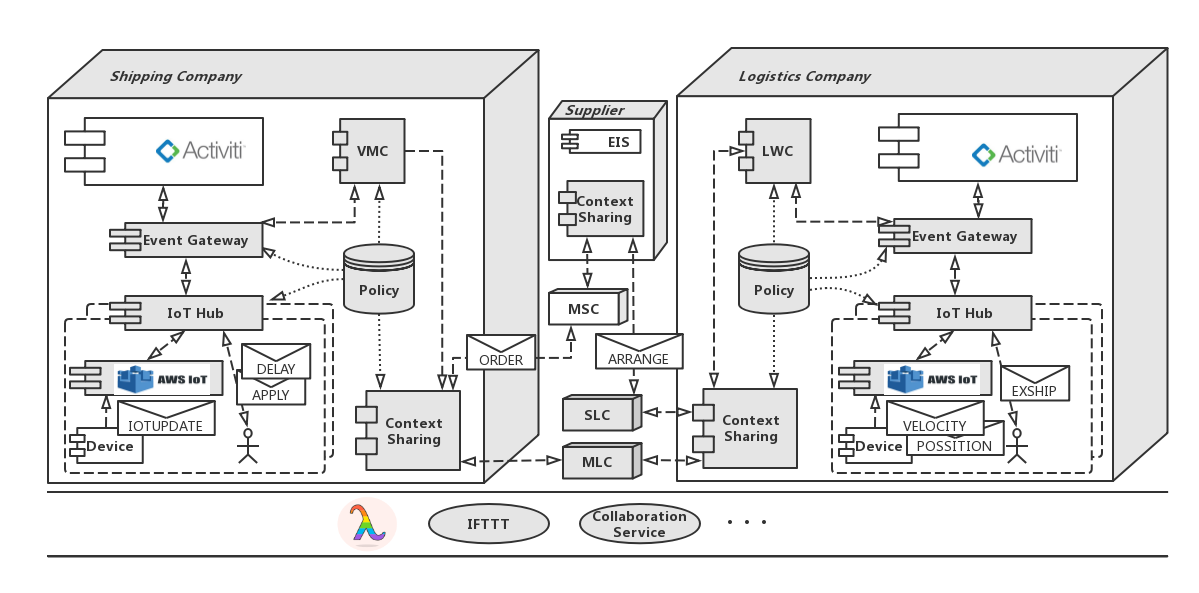 Shipping Company
Activiti
VMC
Event Gateway
Policy
IoT Hub
AWS IoT
DELAY
APPLY
IOTUPDATE
Device
Context
Sharing
ORDER
Supplier
EIS
Context
Sharing
MSC
ARRANGE
SLC
MLC
Logistics Company
LWC
Activiti
Event Gateway
Policy
IoT Hub
AWS IoT
EXSHIP
VELOCITY
POSSITION
Device
Context
Sharing
λ
IFTTT
Collaboration
Service
. . .